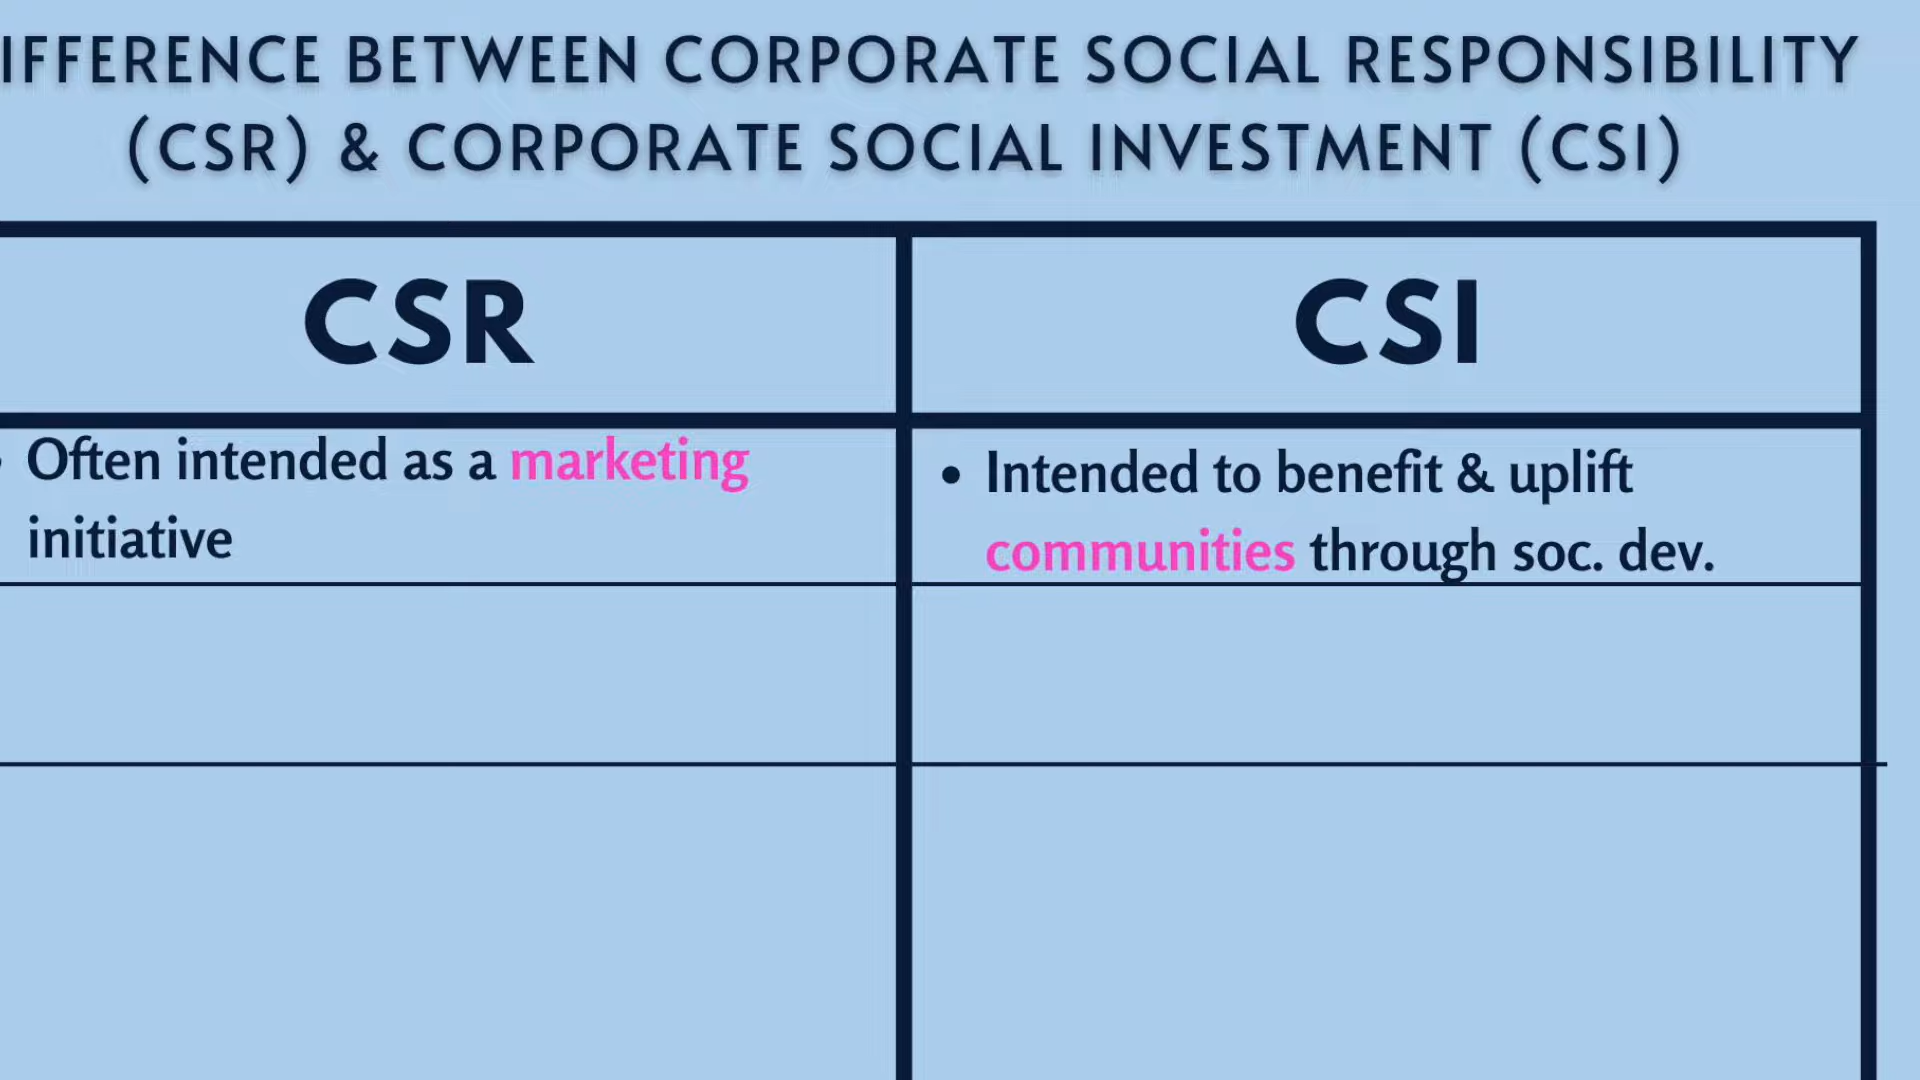 IFFERENCE BETWEEN CORPORATE SOCIAL RESPONSIBILITY
(CSR) & CORPORATE SOCIAL INVESTMENT (CSI)
CSR
CSI
Often intended as a marketing
initiative
• Intended to benefit & uplift
communities through soc. dev.